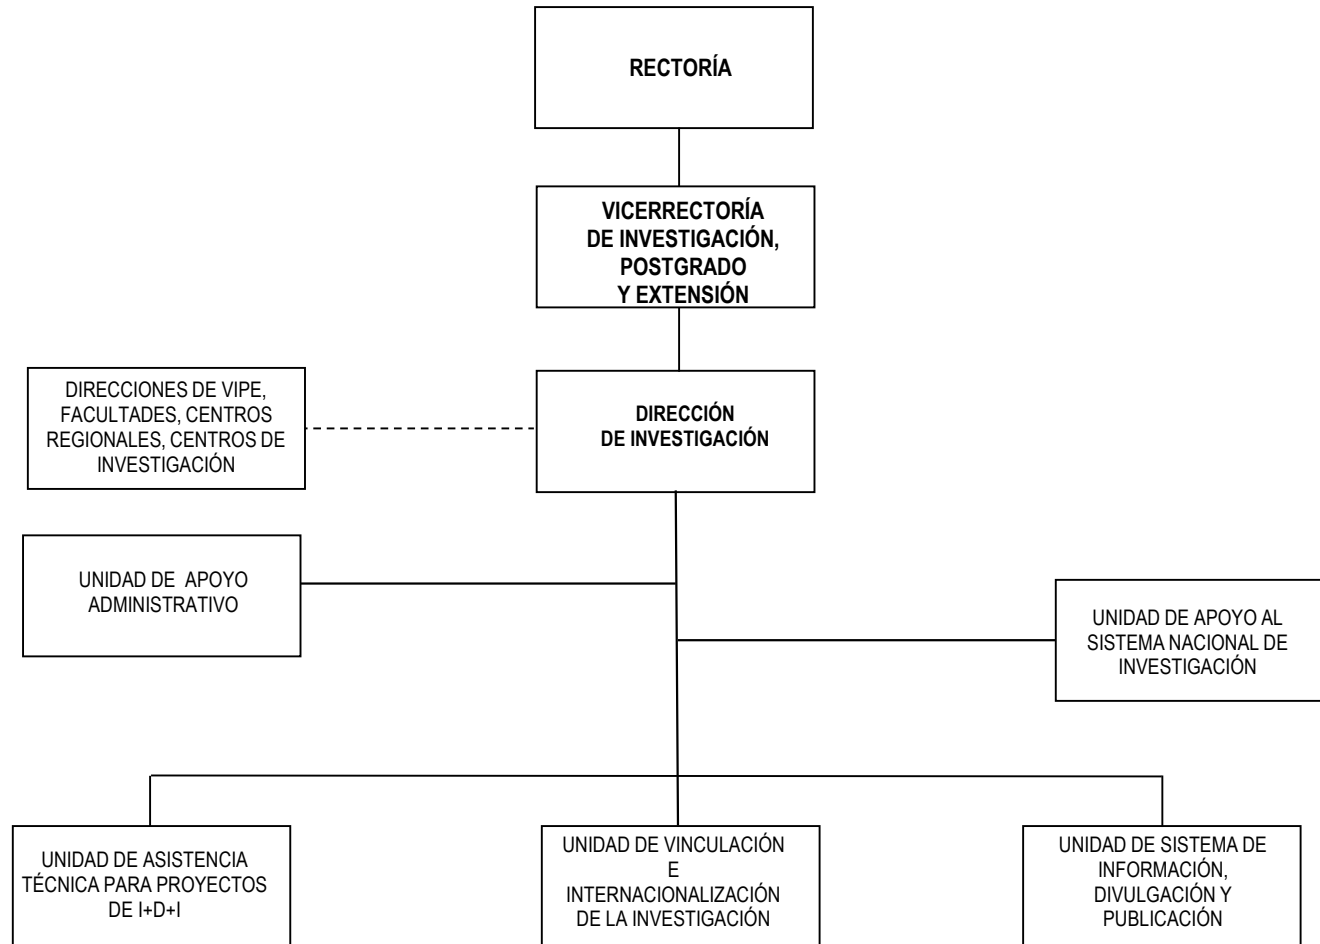 RECTORÍA
VICERRECTORÍA
DE INVESTIGACIÓN,
POSTGRADO
Y EXTENSIÓN
DIRECCIONES DE VIPE,
FACULTADES, CENTROS
REGIONALES, CENTROS DE
INVESTIGACIÓN
DIRECCIÓN
DE INVESTIGACIÓN
UNIDAD DE APOYO
ADMINISTRATIVO
UNIDAD DE APOYO AL
SISTEMA NACIONAL DE
INVESTIGACIÓN
UNIDAD DE ASISTENCIA
TÉCNICA PARA PROYECTOS
DE I+D+I
UNIDAD DE VINCULACIÓN
E
INTERNACIONALIZACIÓN
DE LA INVESTIGACIÓN
UNIDAD DE SISTEMA DE
INFORMACIÓN,
DIVULGACIÓN Y
PUBLICACIÓN